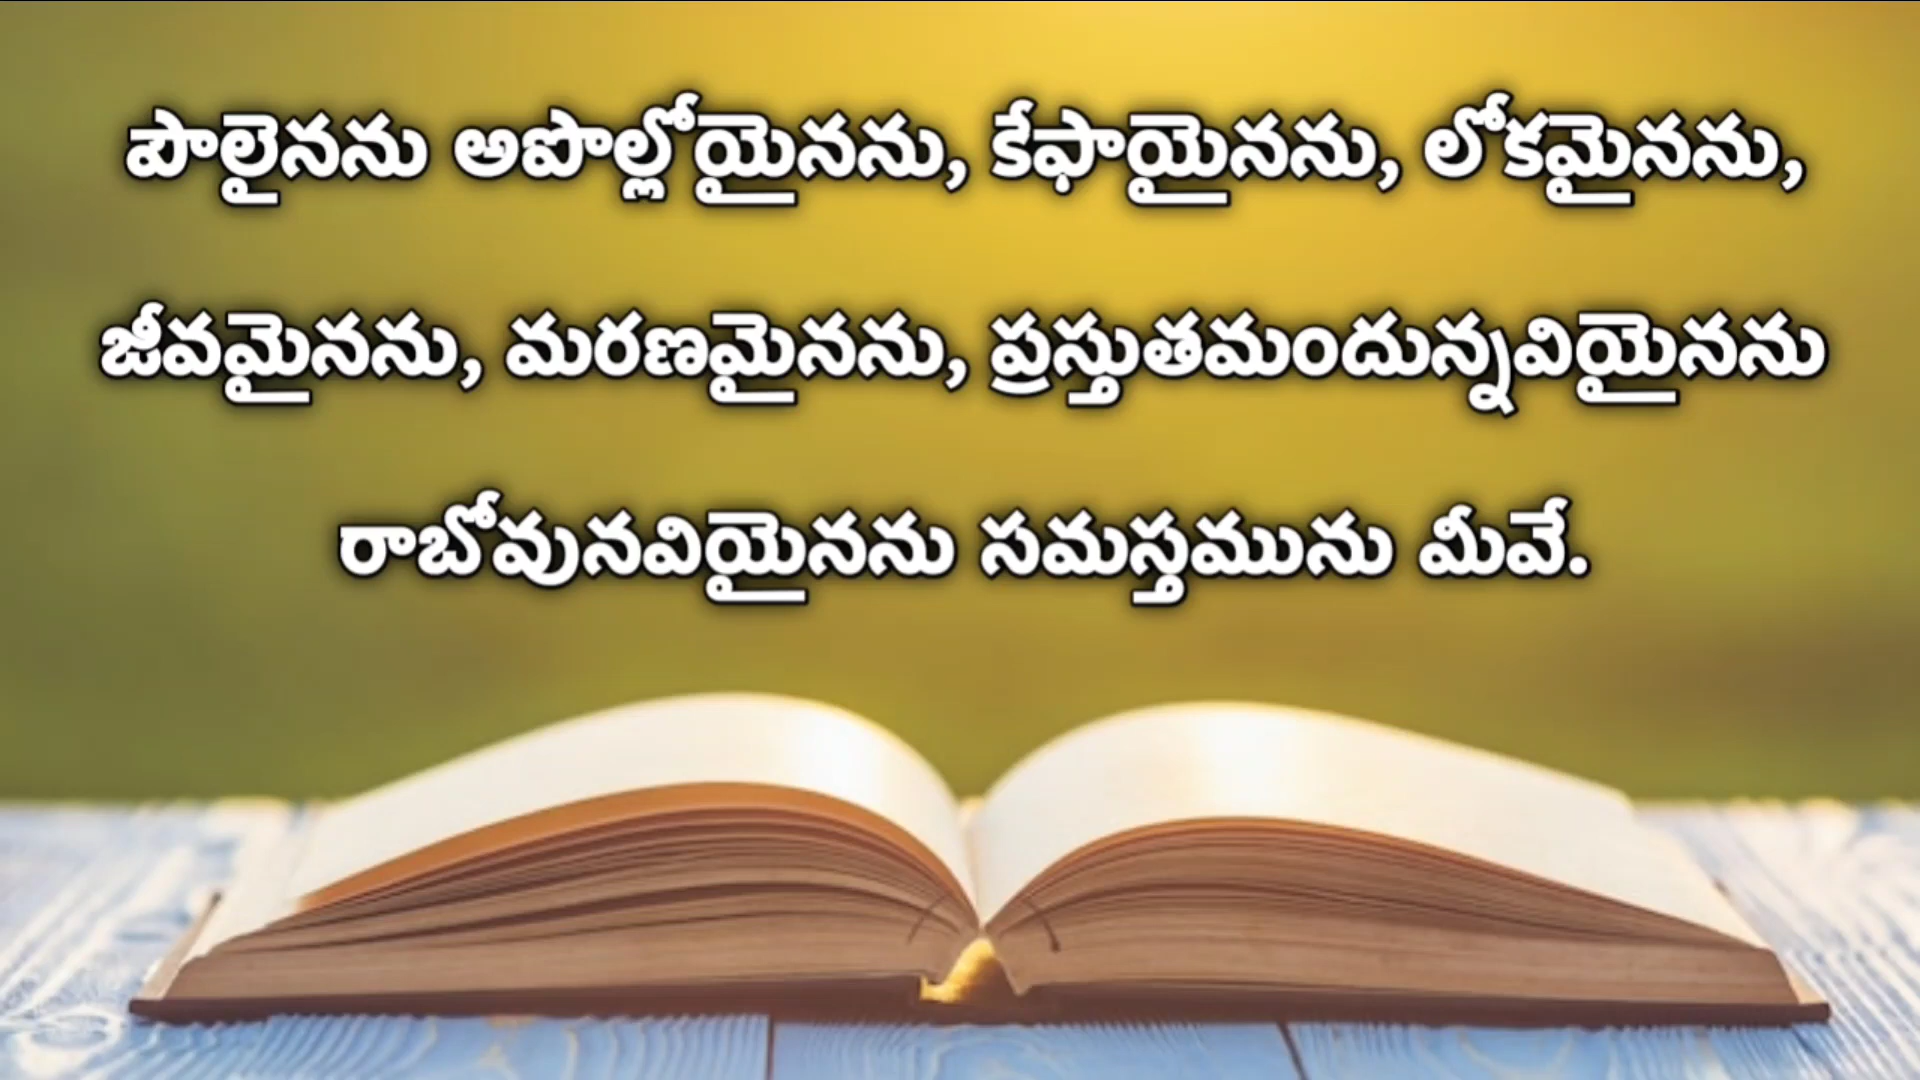 పౌలైనను అపొల్లోయైనను, కేఫాయైనను, లోకమైనను,
జీవమైనను, మరణమైనను, ప్రస్తుతమందున్నవియైనను
రాబోవునవియైనను సమస్తమును మీవే.